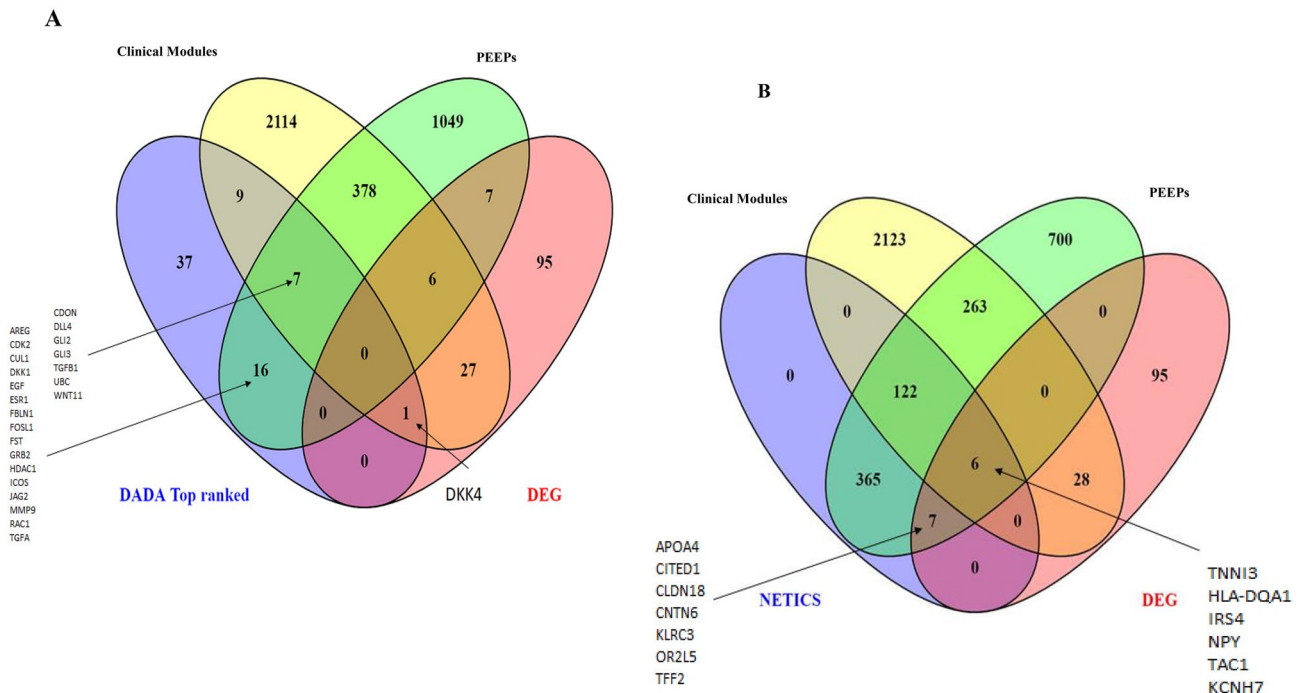 A
Clinical Modules
PEEPs
2114
1049
9
378
7
37
7
6
95
16
0
27
0
1
0
CDON
DLL4
GLI2
GLI3
TGFB1
UBC
WNT11
AREG
CDK2
CUL1
DKK1
EGF
ESR1
FBLN1
FOSL1
FST
GRB2
HDAC1
ICOS
JAG2
MMP9
RAC1
TGFA
DADA Top ranked
DKK4
DEG
B
Clinical Modules
PEEPs
2123
700
0
263
0
0
122
0
95
365
6
28
7
0
0
APOA4
CITED1
CLDN18
CNTN6
KLRC3
OR2L5
TFF2
NETICS
DEG
TNNI3
HLA-DQA1
IRS4
NPY
TAC1
KCNH7